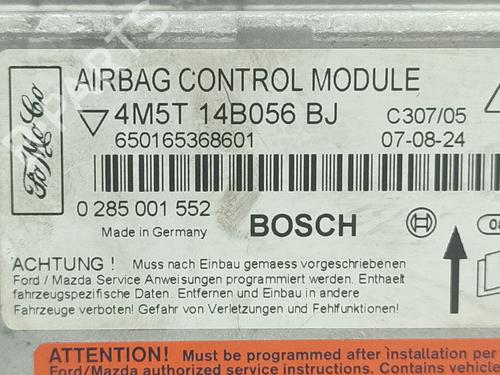 FoMoCo
AIRBAG CONTROL MODULE
4M5T 14B056 BJ
C307/05
650165368601
07-08-24
0 285 001 552
BOSCH
Made in Germany
ACHTUNG ! Muss nach Einbau gemaess vorgeschriebenen
Ford / Mazda Service Anweisungen programmiert werden. Enthaelt
fahrzeugspezifische Daten. Entfernen und Einbau in andere
Fahrzeuge verboten! Gefahr von Verletzungen und Fehlfunktionen!
ATTENTION! Must be programmed after installation per
Ford/Mazda authorized service instructions. Contains vehicle